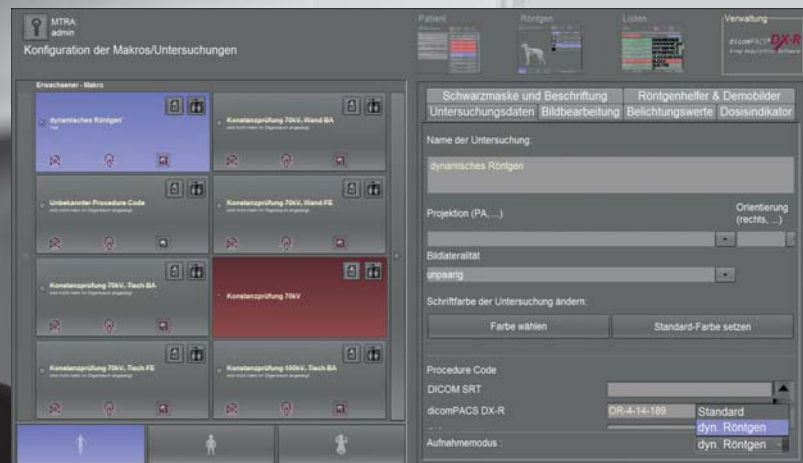 MTRA:
admin
Konfiguration der Makros/Untersuchungen
Patient
Röntgen
Listen
Verwaltung
dicomPACS® DX-R
Erwachsener - Makro
dynamisches Röntgen'
Konstanzprüfung 70kV, Wand BA
Unbekannter Procedure-Code
Konstanzprüfung 70kV, Wand-FE
Konstanzprüfung 70kV, Tisch-BA
Konstanzprüfung 70kV
Konstanzprüfung 70kV, Tisch-FE
Konstanzprüfung 100kV, Tisch BA
Schwarzmaske und Beschriftung
Röntgenhelfer & Demobilder
Untersuchungsdaten
Bildbearbeitung
Belichtungswerte
Dosisindikator
Name der Untersuchung:
dynamisches Röntgen
Projektion (PA, ...)
Orientierung
(rechts, ...)
Bildlateralität
unpaarig
Schriftfarbe der Untersuchung ändern:
Farbe wählen
Standard-Farbe setzen
Procedure Code
DICOM SRT
dicomPACS DX-R
OR-4-14-189
Standard
dyn. Röntgen
Aufnahmemodus :
dyn. Röntgen